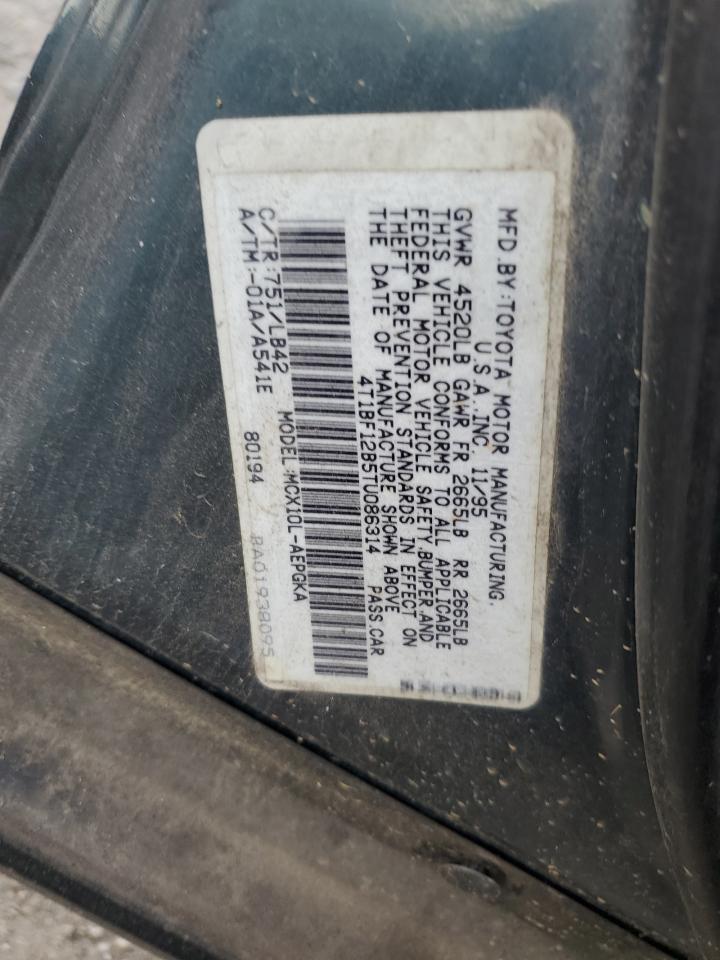 MFD.BY:TOYOTA MOTOR MANUFACTURING,
U S A .INC. 11/95
GVWR 4520LB GAWR FR 2665LB RR 2665LB
THIS VEHICLE CONFORMS TO ALL APPLICABLE
FEDERAL MOTOR VEHICLE SAFETY,BUMPER,AND
THEFT PREVENTION STANDARDS IN EFFECT ON
THE DATE OF MANUFACTURE SHOWN ABOVE
4T1BF12B5TU086314 PASS.CAR
C/TR:751/LB42 MODEL:MCX10L-AEPGKA
A/TM:-01A/A541E 80194 BA01938095